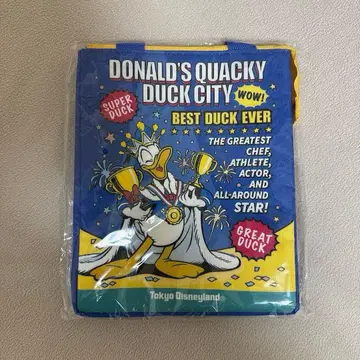 DONALD'S QUACKY
DUCK CITY
WOW!
SUPER
DUCK
BEST DUCK EVER
THE GREATEST
CHEF,
ATHLETE,
ACTOR,
AND
ALL-AROUND
STAR!
GREAT
DUCK
Tokyo Disneyland